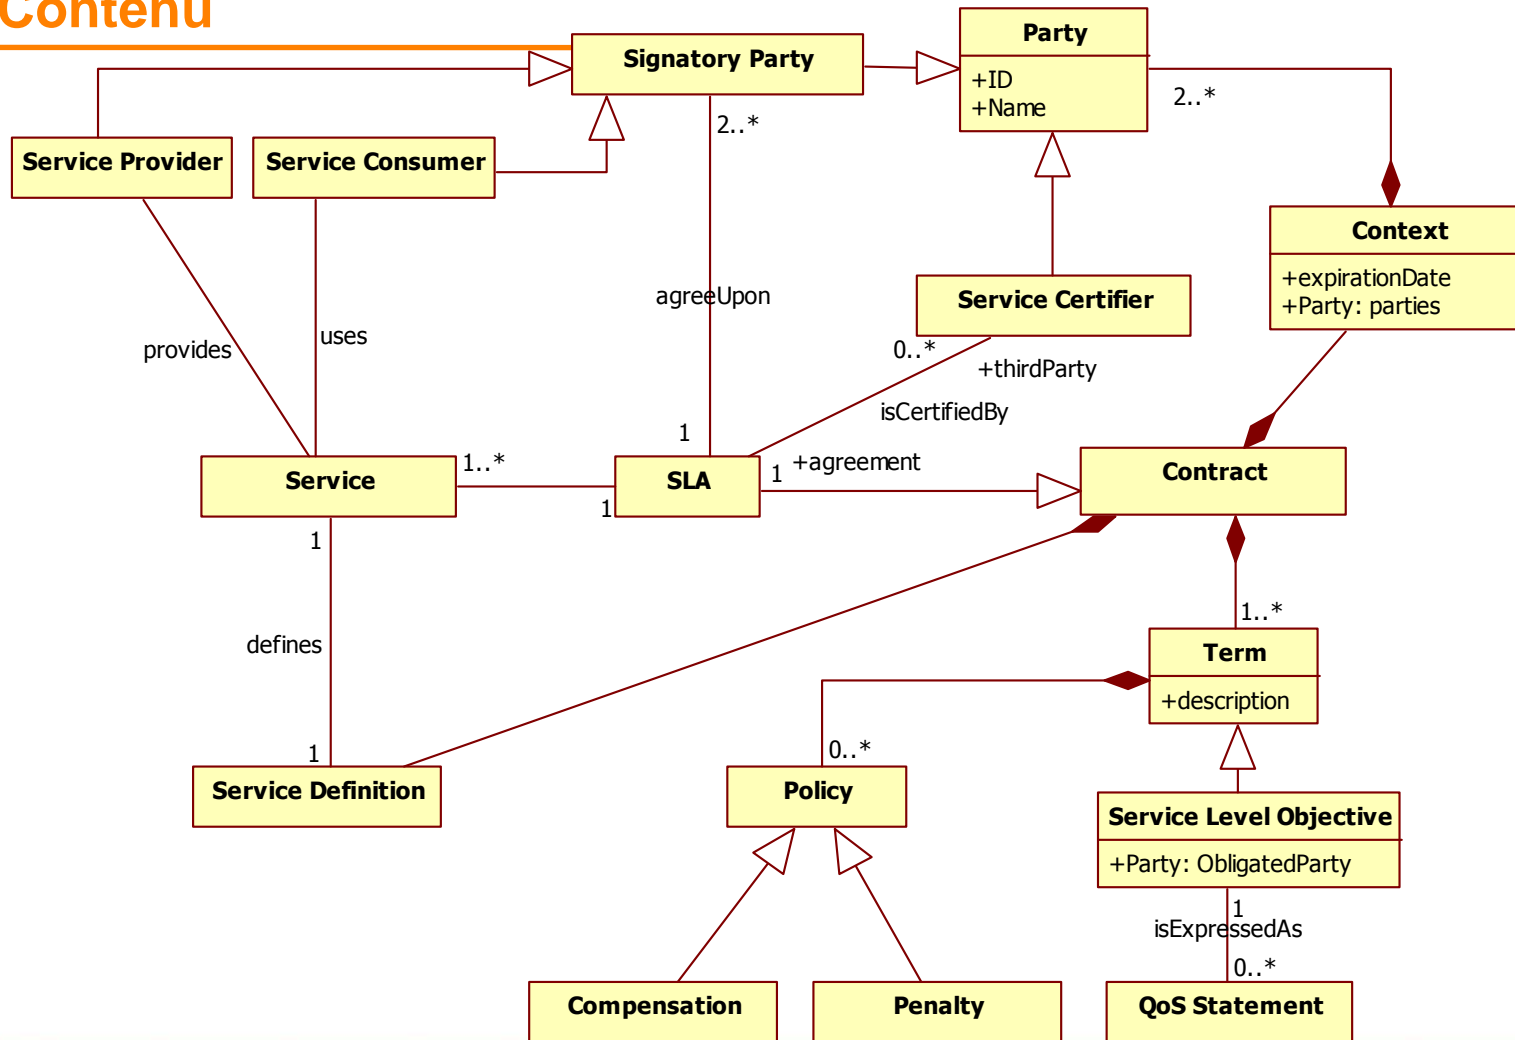 Contenu
Party
+ID
+Name
Signatory Party
2..*
2..*
Service Provider
Service Consumer
Context
+expirationDate
+Party: parties
agreeUpon
Service Certifier
provides
uses
0..*
+thirdParty
isCertifiedBy
1
1..*
+agreement
1
Service
SLA
Contract
1
1
defines
1..*
Term
+description
1
0..*
Service Definition
Policy
Service Level Objective
+Party: ObligatedParty
1
isExpressedAs
0..*
Compensation
Penalty
QoS Statement